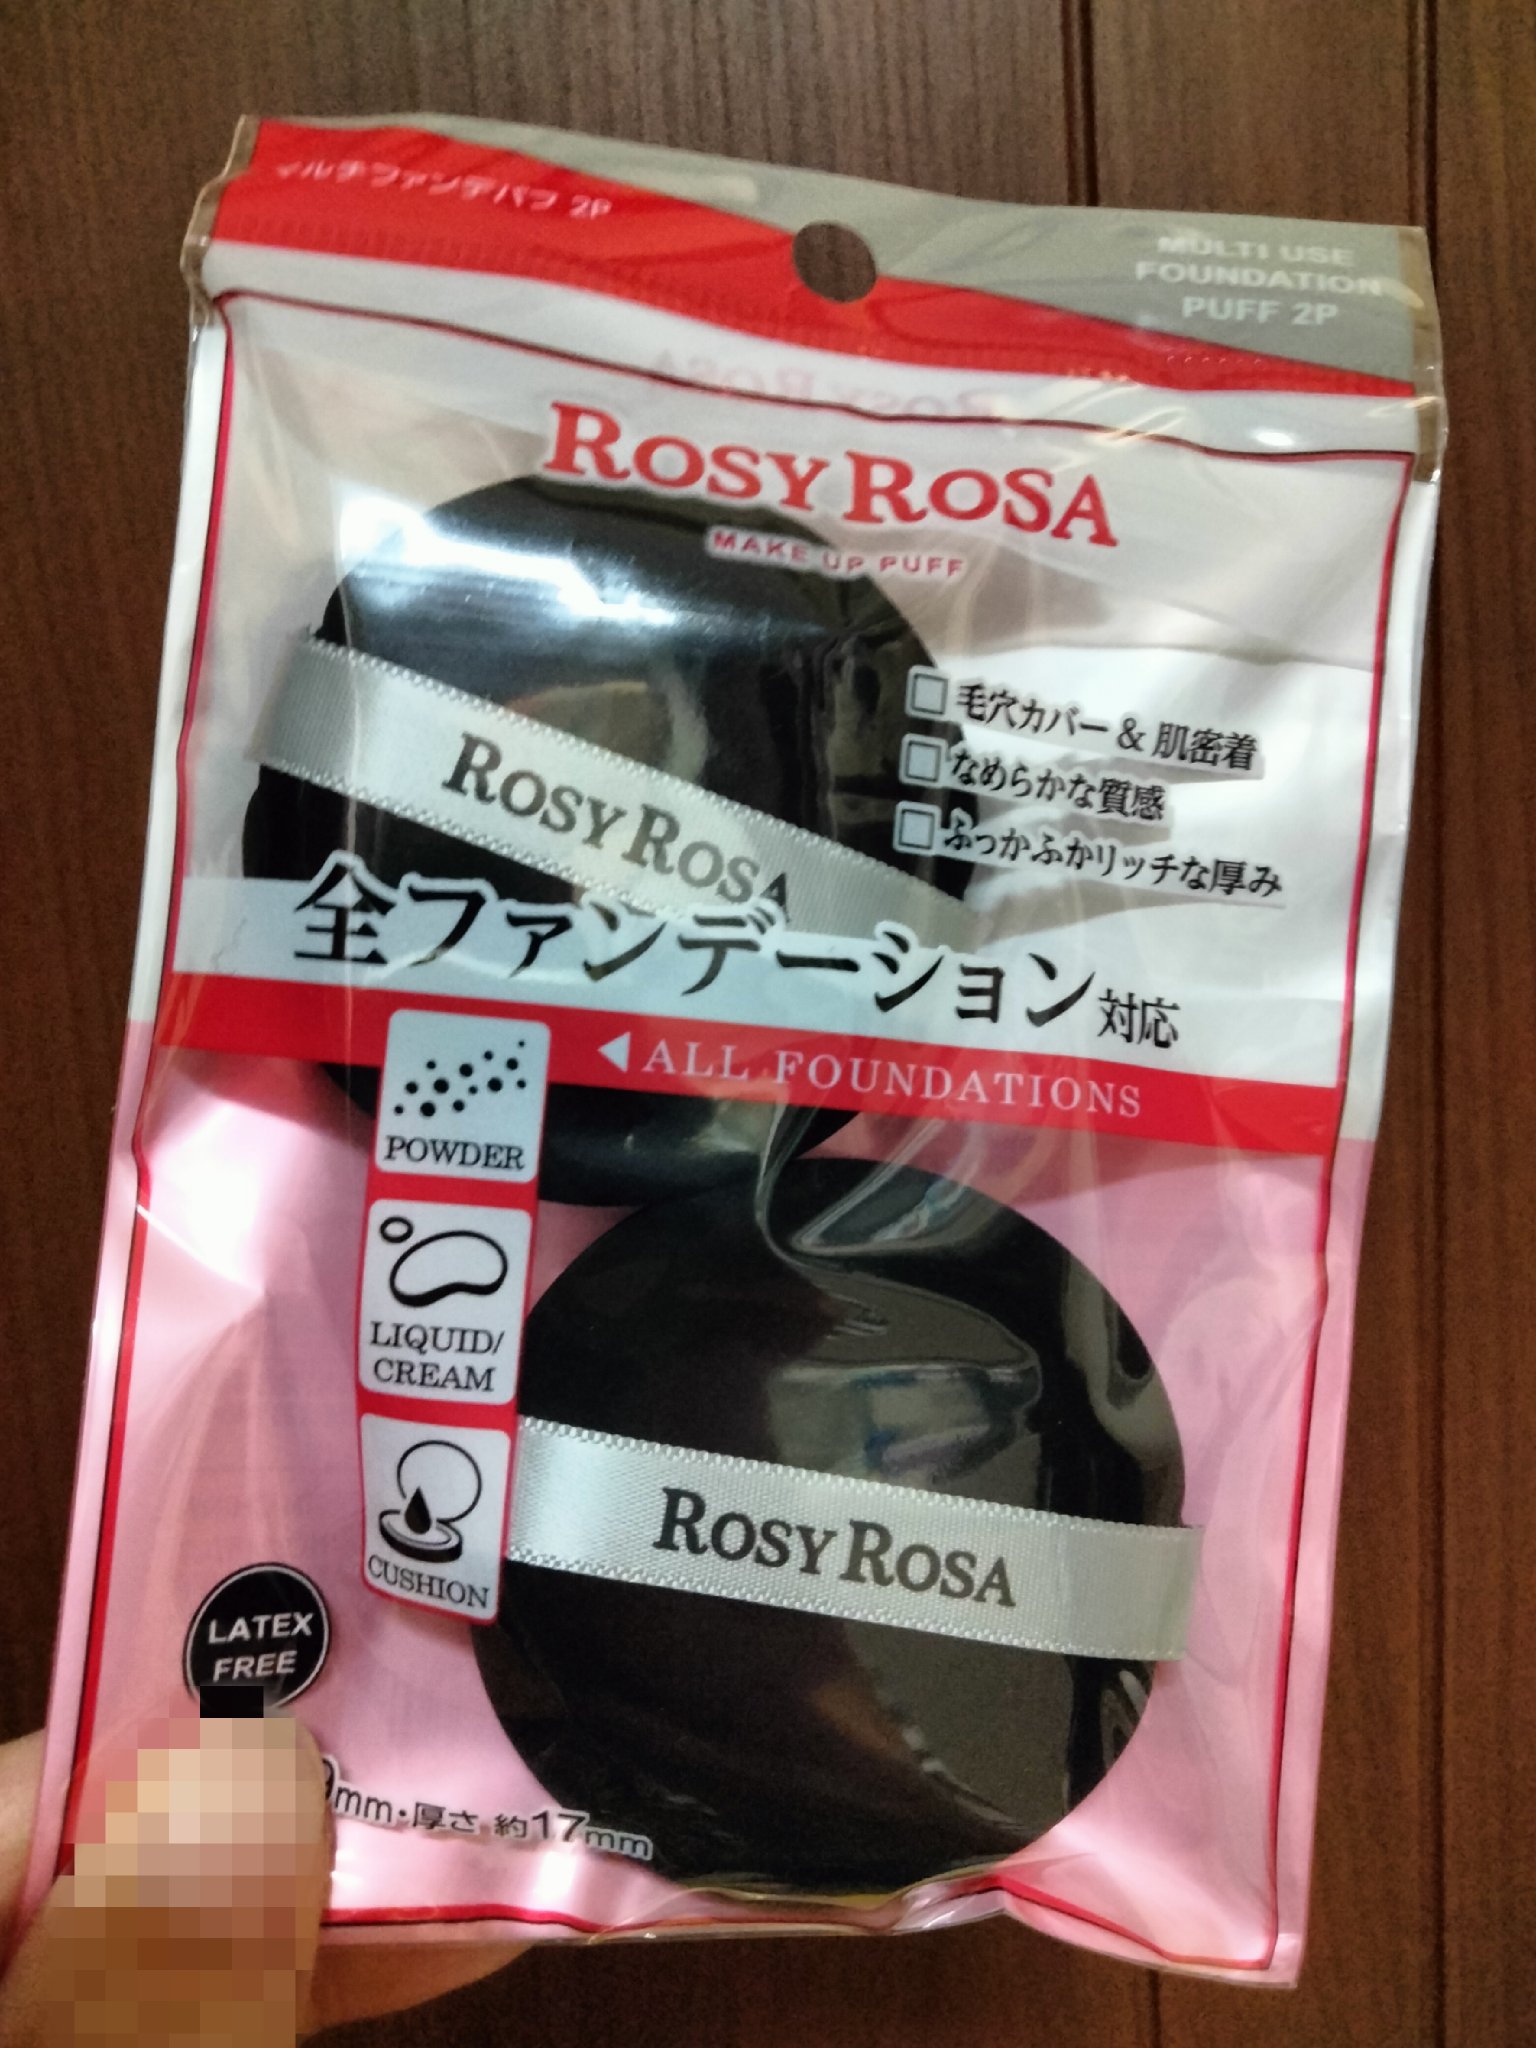 マルチファンデパフ 2P
MULTI USE
FOUNDATION
PUFF 2P
ROSY ROSA
MAKE UP PUFF
毛穴カバー & 肌密着
なめらかな質感
ふっかふかリッチな厚み
ROSY ROSA
全ファンデーション対応
ALL FOUNDATIONS
POWDER
LIQUID/
CREAM
CUSHION
ROSY ROSA
LATEX
FREE
9mm・厚さ 約17mm